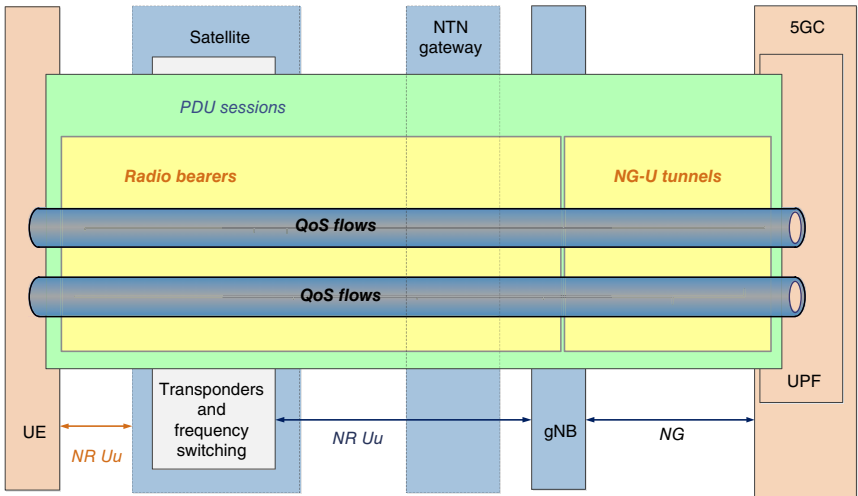 Satellite
NTN
gateway
5GC
PDU sessions
Radio bearers
NG-U tunnels
QoS flows
QoS flows
Transponders
and
frequency
switching
UPF
UE
NR Uu
NR Uu
gNB
NG